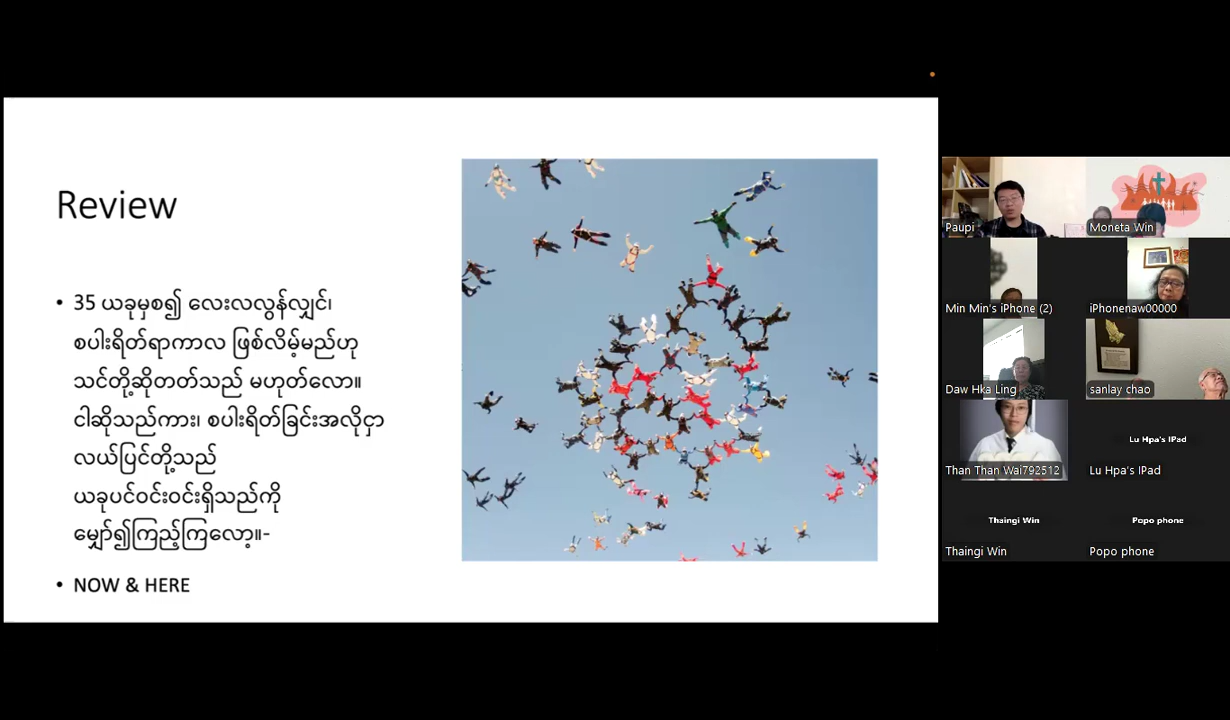 Review
• 35 ယခုမှစ၍ လေးလလွန်လျှင်၊
စပါးရိတ်ရာကာလ ဖြစ်လိမ့်မည်ဟု
သင်တို့ဆိုတတ်သည် မဟုတ်လော။
ငါဆိုသည်ကား၊ စပါးရိတ်ခြင်းအလိုငှာ
လယ်ပြင်တို့သည်
ယခုပင်ဝင်းဝင်းရှိသည်ကို
မျှော်၍ကြည့်ကြလော့။-
• NOW & HERE
Paupi
Moneta Win
Min Min's iPhone (2)
iPhonenaw00000
Daw Hka Ling
sanlay chao
Than Than Wai792512
Lu Hpa's IPad
Lu Hpa's IPad
Thaingi Win
Thaingi Win
Popo phone
Popo phone